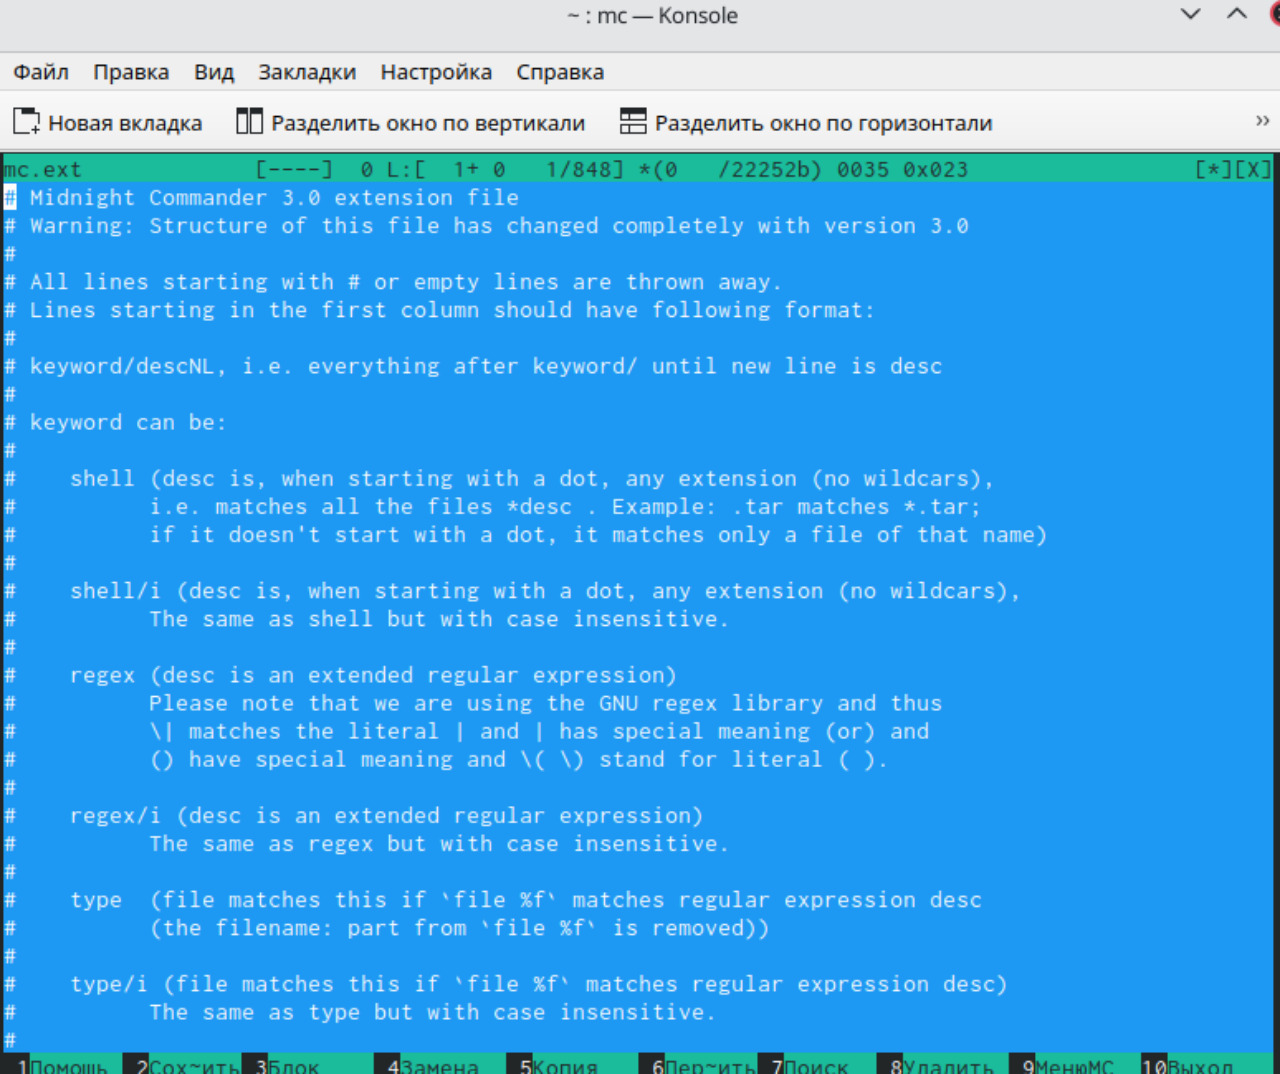 ~ : mc — Konsole
Файл Правка Вид Закладки Настройка Справка
Новая вкладка Разделить окно по вертикали Разделить окно по горизонтали »
mc.ext [----] 0 L:[ 1+ 0 1/848] *(0 /22252b) 0035 0x023 [*][X]
# Midnight Commander 3.0 extension file
# Warning: Structure of this file has changed completely with version 3.0
#
# All lines starting with # or empty lines are thrown away.
# Lines starting in the first column should have following format:
#
# keyword/descNL, i.e. everything after keyword/ until new line is desc
#
# keyword can be:
#
#    shell (desc is, when starting with a dot, any extension (no wildcars),
#          i.e. matches all the files *desc . Example: .tar matches *.tar;
#          if it doesn't start with a dot, it matches only a file of that name)
#
#    shell/i (desc is, when starting with a dot, any extension (no wildcars),
#          The same as shell but with case insensitive.
#
#    regex (desc is an extended regular expression)
#          Please note that we are using the GNU regex library and thus
#          \| matches the literal | and | has special meaning (or) and
#          () have special meaning and \( \) stand for literal ( ).
#
#    regex/i (desc is an extended regular expression)
#          The same as regex but with case insensitive.
#
#    type  (file matches this if `file %f` matches regular expression desc
#          (the filename: part from `file %f` is removed))
#
#    type/i (file matches this if `file %f` matches regular expression desc)
#          The same as type but with case insensitive.
#
1Помощь 2Сох~ить 3Блок 4Замена 5Копия 6Пер~ить 7Поиск 8Удалить 9МенюМС 10Выход